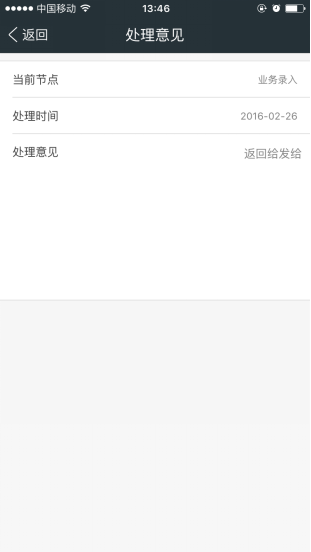 中国移动 13:46
返回 处理意见
当前节点 业务录入
处理时间 2016-02-26
处理意见 返回给发给